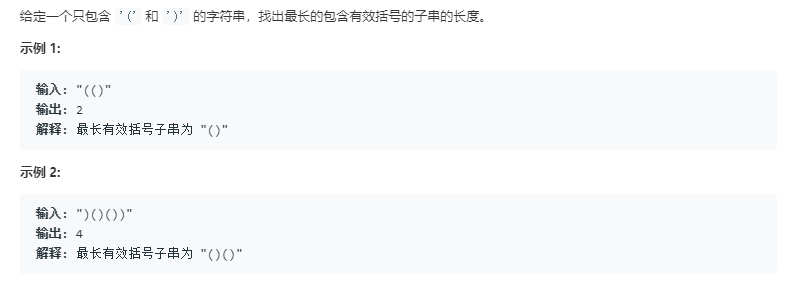 给定一个只包含 '(' 和 ')' 的字符串，找出最长的包含有效括号的子串的长度。
示例 1:
输入: "(()"
输出: 2
解释: 最长有效括号子串为 "()"
示例 2:
输入: ")()())"
输出: 4
解释: 最长有效括号子串为 "()()"